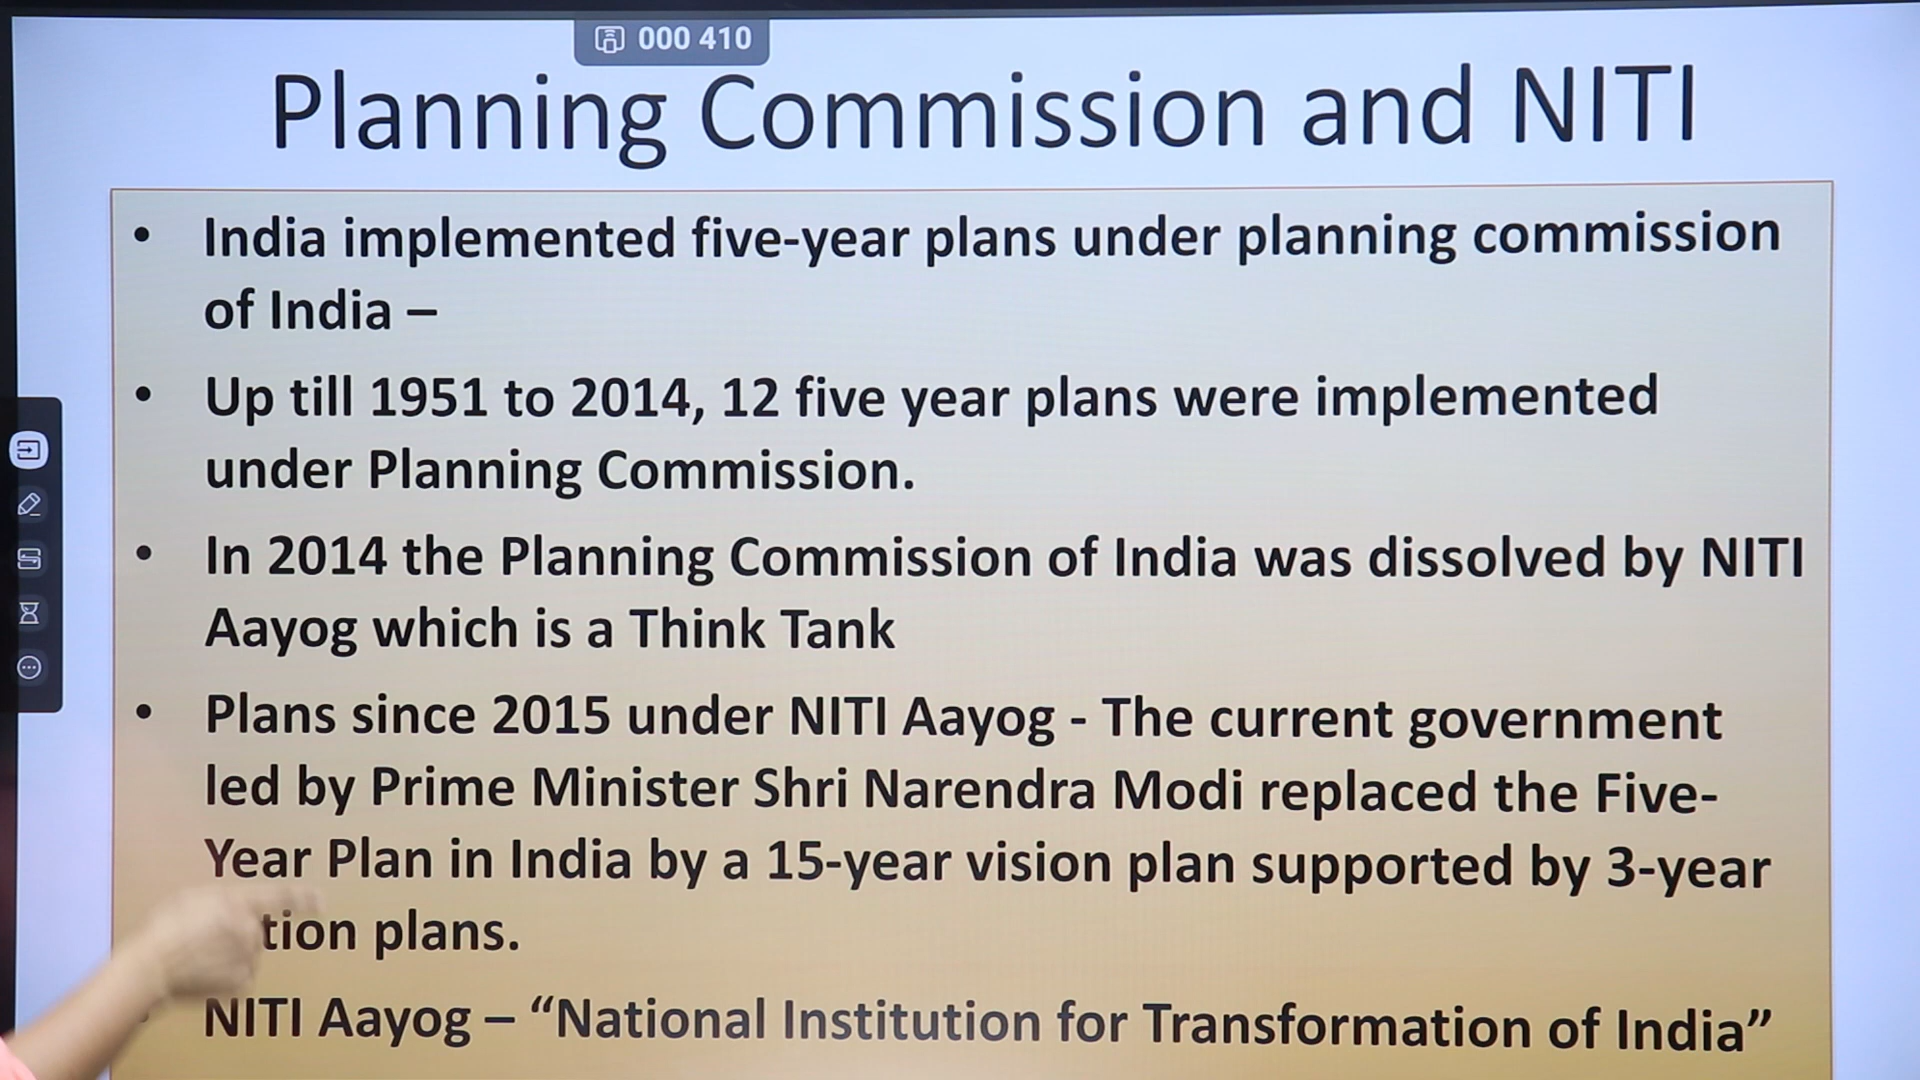 000 410
Planning Commission and NITI
• India implemented five-year plans under planning commission
of India –
• Up till 1951 to 2014, 12 five year plans were implemented
under Planning Commission.
• In 2014 the Planning Commission of India was dissolved by NITI
Aayog which is a Think Tank
• Plans since 2015 under NITI Aayog - The current government
led by Prime Minister Shri Narendra Modi replaced the Five-
Year Plan in India by a 15-year vision plan supported by 3-year
plans.
NITI Aayog – “National Institution for Transformation of India”